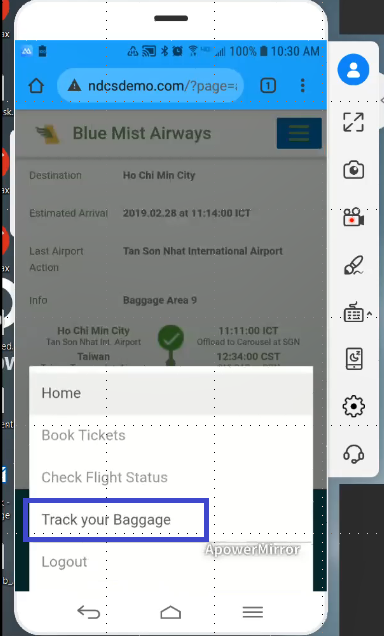 100% 10:30 AM
ndcsdemo.com/?page=
1
Blue Mist Airways
Destination Ho Chi Min City
Estimated Arrival 2019.02.28 at 11:14:00 ICT
Last Airport Action Tan Son Nhat International Airport
Info Baggage Area 9
Ho Chi Min City 11:11:00 ICT
Tan Son Nhat Int. Airport Offload to Carousel at SGN
Taiwan 12:34:00 CST
Home
Book Tickets
Check Flight Status
Track your Baggage
ApowerMirror
Logout